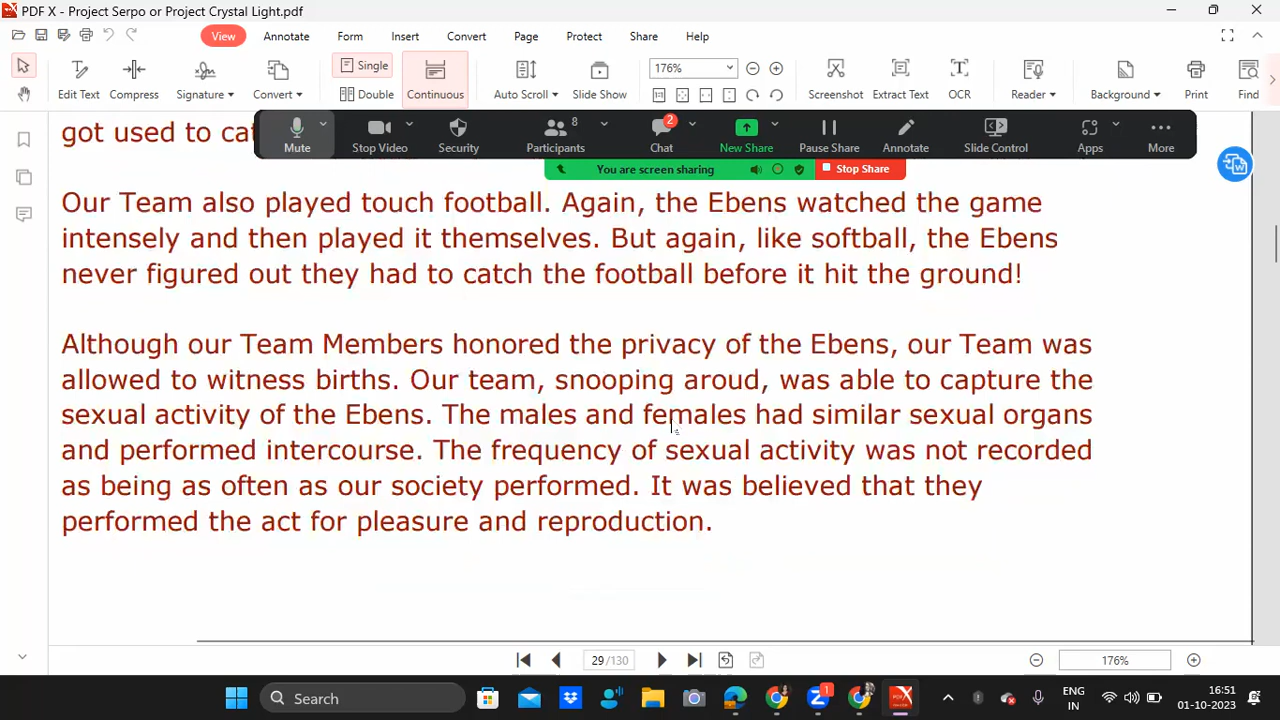 PDF X - Project Serpo or Project Crystal Light.pdf
View Annotate Form Insert Convert Page Protect Share Help
Edit Text Compress Signature Convert Single Double Continuous Auto Scroll Slide Show 176% Screenshot Extract Text OCR Reader Background Print Find
got used to cat
Mute Stop Video Security 8 Participants 2 Chat New Share Pause Share Annotate Slide Control Apps More
You are screen sharing Stop Share
Our Team also played touch football. Again, the Ebens watched the game
intensely and then played it themselves. But again, like softball, the Ebens
never figured out they had to catch the football before it hit the ground!
Although our Team Members honored the privacy of the Ebens, our Team was
allowed to witness births. Our team, snooping aroud, was able to capture the
sexual activity of the Ebens. The males and females had similar sexual organs
and performed intercourse. The frequency of sexual activity was not recorded
as being as often as our society performed. It was believed that they
performed the act for pleasure and reproduction.
29 /130 176%
Search 1 ENG 16:51
IN 01-10-2023